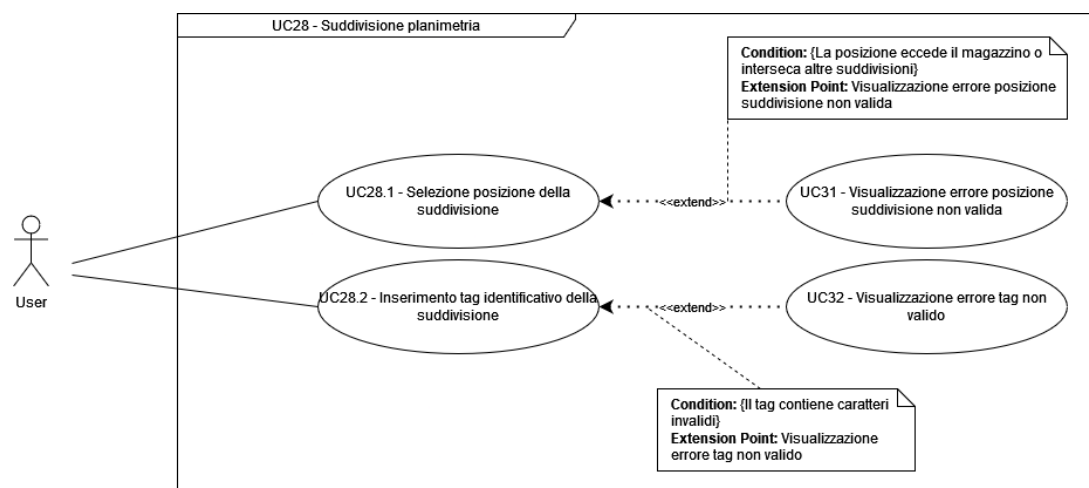 UC28 - Suddivisione planimetria
Condition: {La posizione eccede il magazzino o
interseca altre suddivisioni}
Extension Point: Visualizzazione errore posizione
suddivisione non valida
UC28.1 - Selezione posizione della
suddivisione
<<extend>>
UC31 - Visualizzazione errore posizione
suddivisione non valida
User
UC28.2 - Inserimento tag identificativo della
suddivisione
<<extend>>
UC32 - Visualizzazione errore tag non
valido
Condition: {Il tag contiene caratteri
invalidi}
Extension Point: Visualizzazione
errore tag non valido